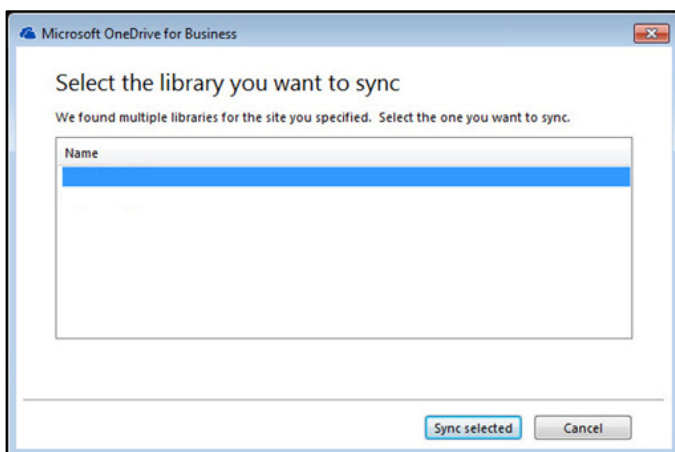 Microsoft OneDrive for Business
Select the library you want to sync
We found multiple libraries for the site you specified. Select the one you want to sync.
Name
Sync selected
Cancel